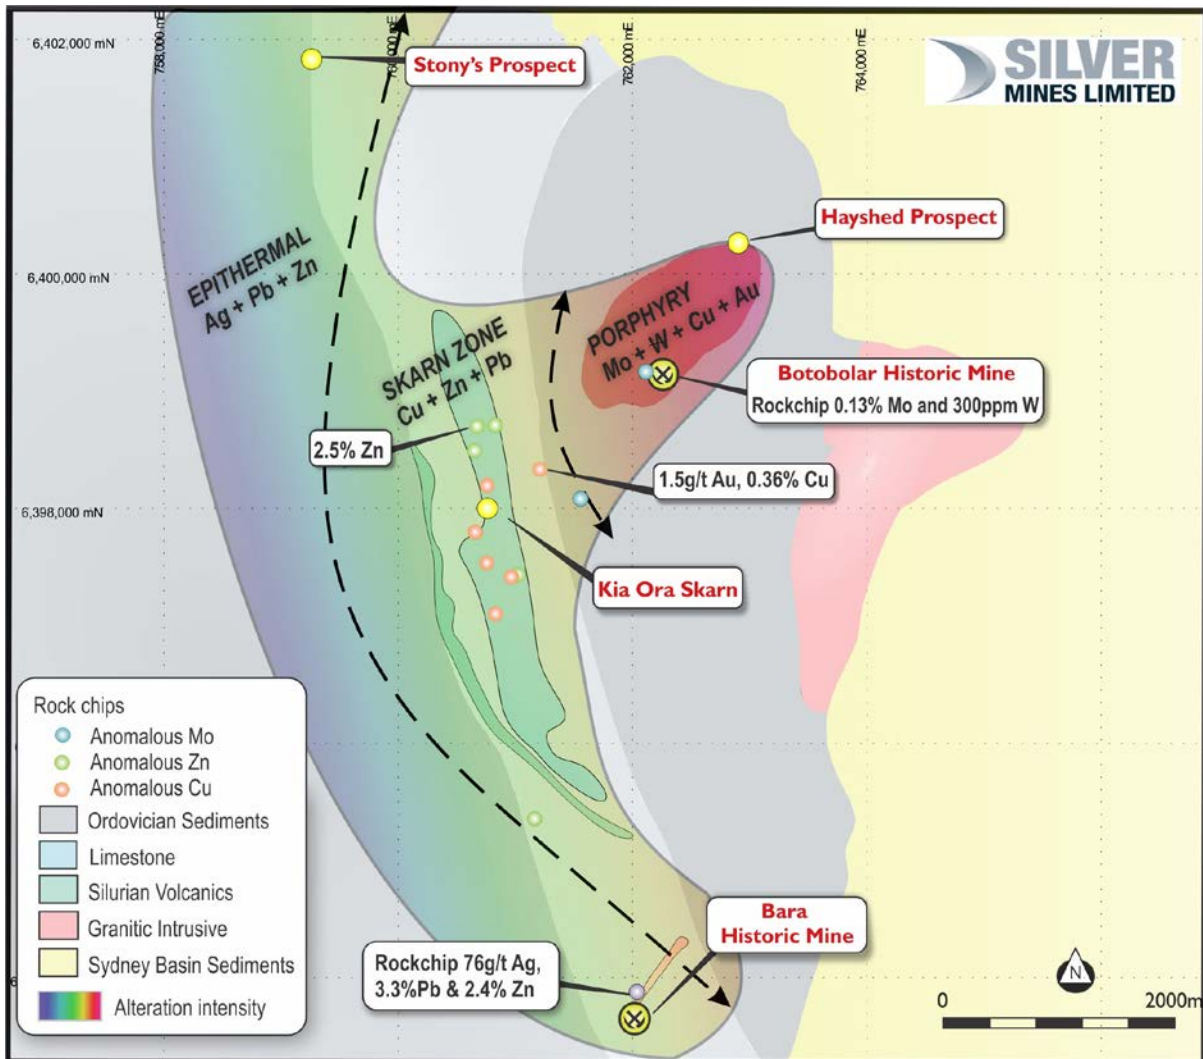 6,402,000 mN
758,000 mE
762,000 mE
764,000 mE
SILVER
MINES LIMITED
Stony's Prospect
Hayshed Prospect
6,400,000 mN
EPITHERMAL
Ag + Pb + Zn
SKARN ZONE
Cu + Zn + Pb
PORPHYRY
Mo + W + Cu + Au
Botobolar Historic Mine
Rockchip 0.13% Mo and 300ppm W
2.5% Zn
1.5g/t Au, 0.36% Cu
6,398,000 mN
Kia Ora Skarn
Rock chips
Anomalous Mo
Anomalous Zn
Anomalous Cu
Ordovician Sediments
Limestone
Silurian Volcanics
Granitic Intrusive
Sydney Basin Sediments
Alteration intensity
Bara
Historic Mine
Rockchip 76g/t Ag,
3.3%Pb & 2.4% Zn
N
0 2000m